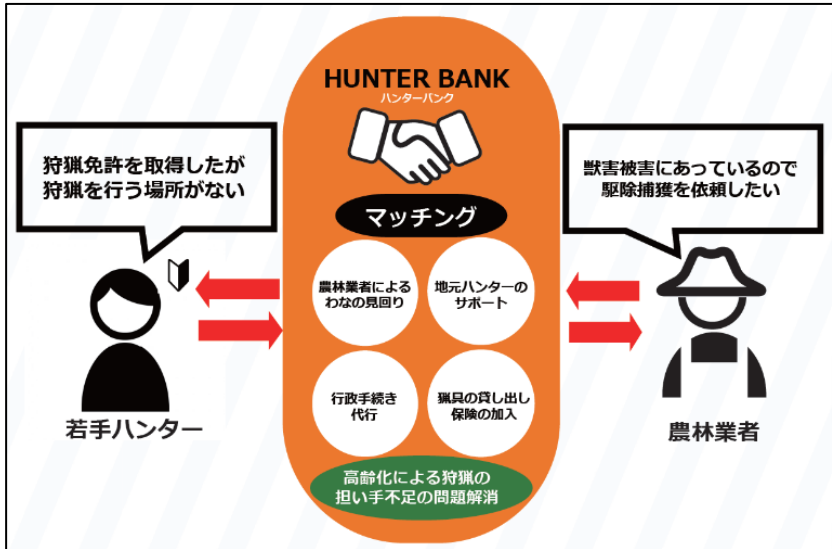 HUNTER BANK
ハンターバンク
狩猟免許を取得したが
狩猟を行う場所がない
獣害被害にあっているので
駆除捕獲を依頼したい
マッチング
農林業者による
わなの見回り
地元ハンターの
サポート
行政手続き
代行
猟具の貸し出し
保険の加入
若手ハンター
農林業者
高齢化による狩猟の
担い手不足の問題解消